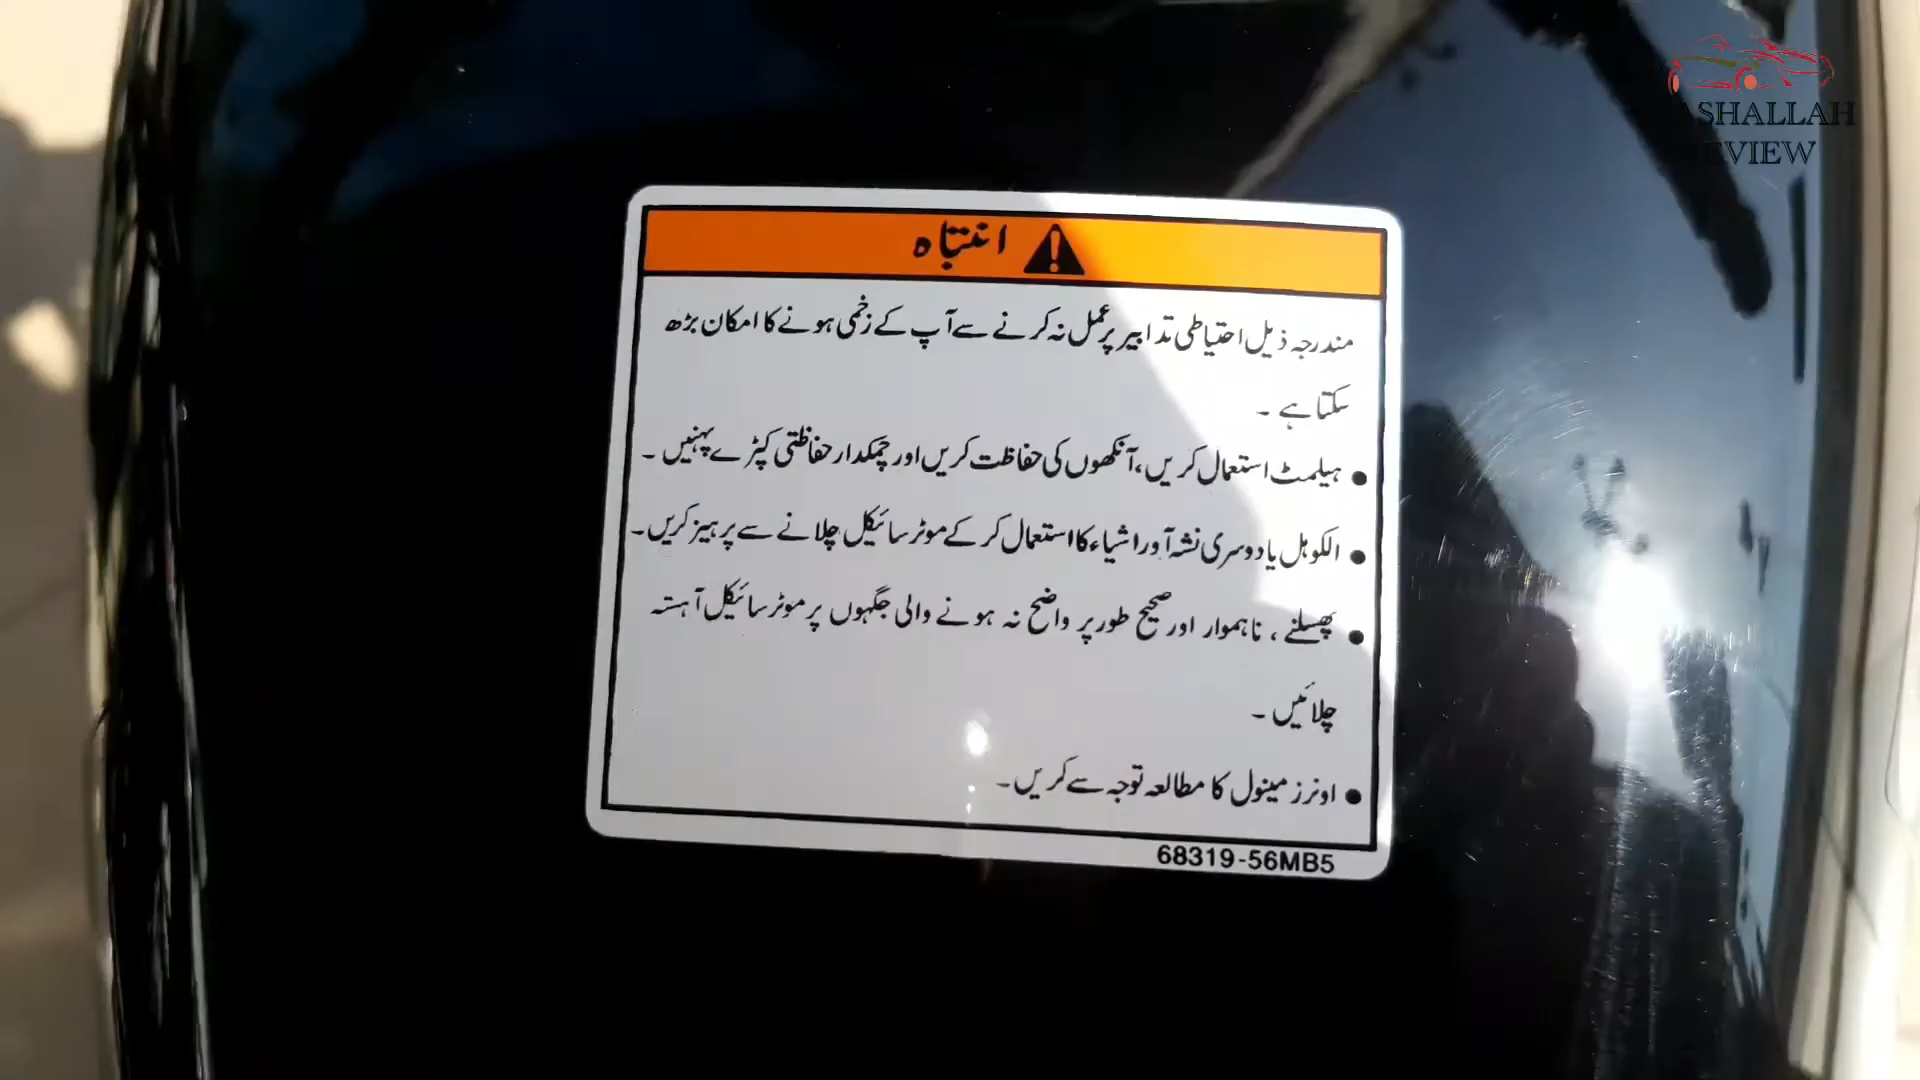 ASHALLAH
EVIEW
انتباہ
مندرجہ ذیل احتیاطی تدابیر پر عمل نہ کرنے سے آپ کے زخمی ہونے کا امکان بڑھ
سکتا ہے ۔
● ہیلمٹ استعمال کریں، آنکھوں کی حفاظت کریں اور چمکدار حفاظتی کپڑے پہنیں ۔
● الکوہل یا دوسری نشہ آور اشیاء کا استعمال کر کے موٹر سائیکل چلانے سے پرہیز کریں۔
● پھسلنے ، ناہموار اور صحیح طور پر واضح نہ ہونے والی جگہوں پر موٹر سائیکل آہستہ
چلائیں ۔
● اونرز مینول کا مطالعہ توجہ سے کریں۔
68319-56MB5